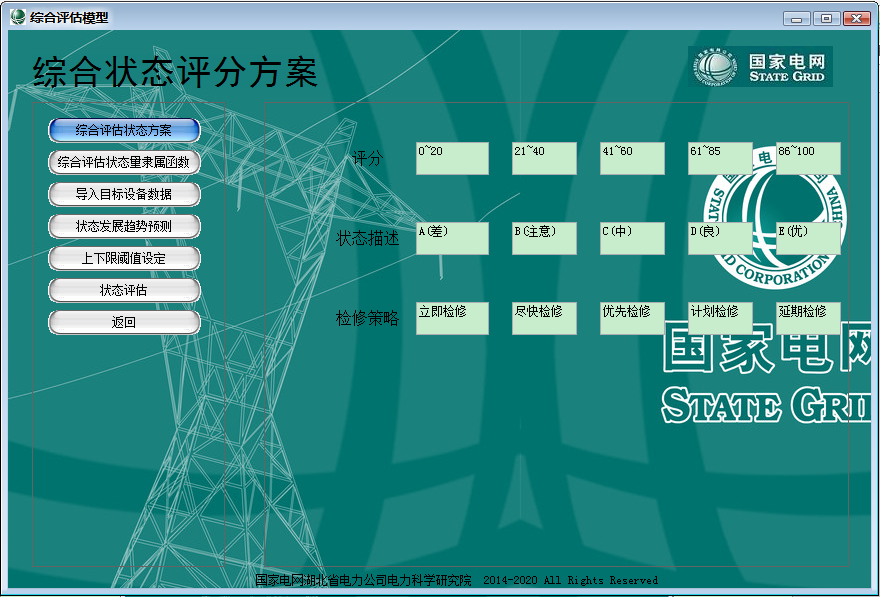 综合评估模型
综合状态评分方案
国家电网
STATE GRID
综合评估状态方案
综合评估状态量隶属函数
导入目标设备数据
状态发展趋势预测
上下限阈值设定
状态评估
返回
评分 0~20 21~40 41~60 61~85 86~100
状态描述 A(差) B(注意) C(中) D(良) E(优)
检修策略 立即检修 尽快检修 优先检修 计划检修 延期检修
国家电网
STATE GRID
国家电网湖北省电力公司电力科学研究院 2014-2020 All Rights Reserved